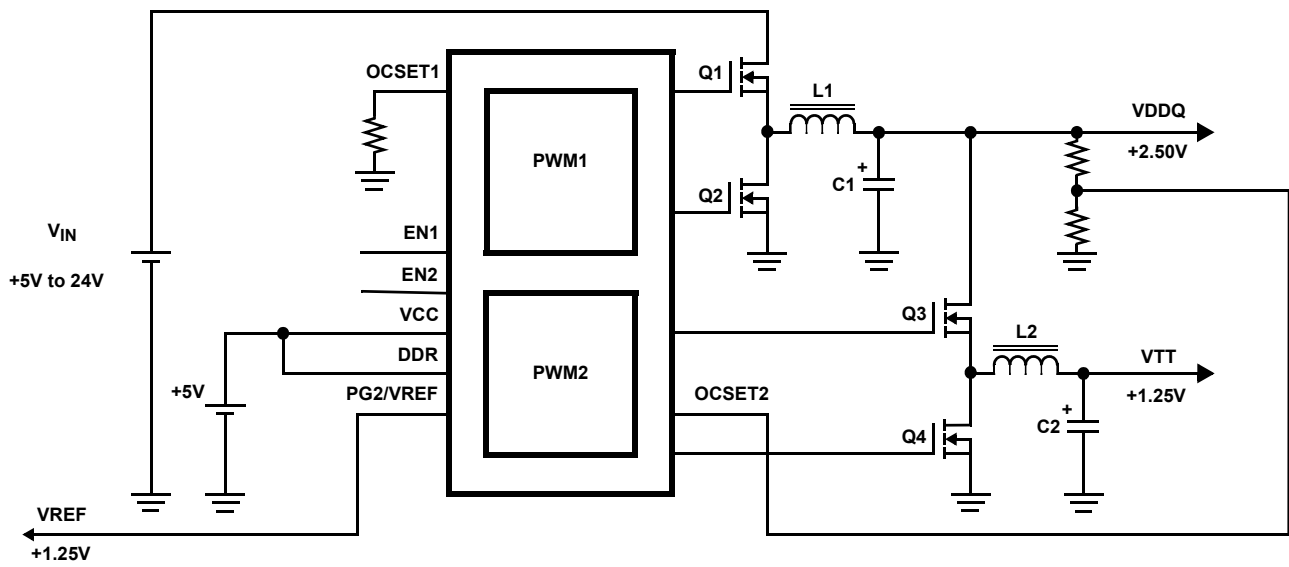 OCSET1
Q1
L1
VDDQ
+2.50V
PWM1
+
C1
Q2
VIN
+5V to 24V
EN1
EN2
VCC
DDR
PG2/VREF
+5V
PWM2
OCSET2
Q3
L2
VTT
+1.25V
+
C2
Q4
VREF
+1.25V